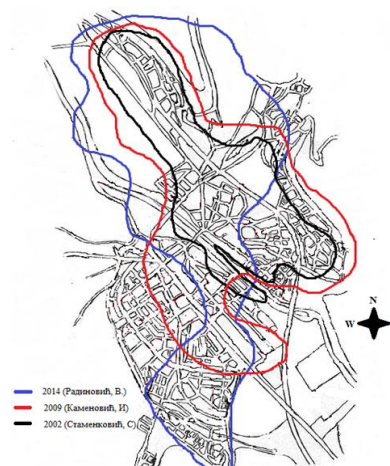 N
W
2014 (Радиновић, В.)
2009 (Каменовић, И)
2002 (Стаменковић, С)